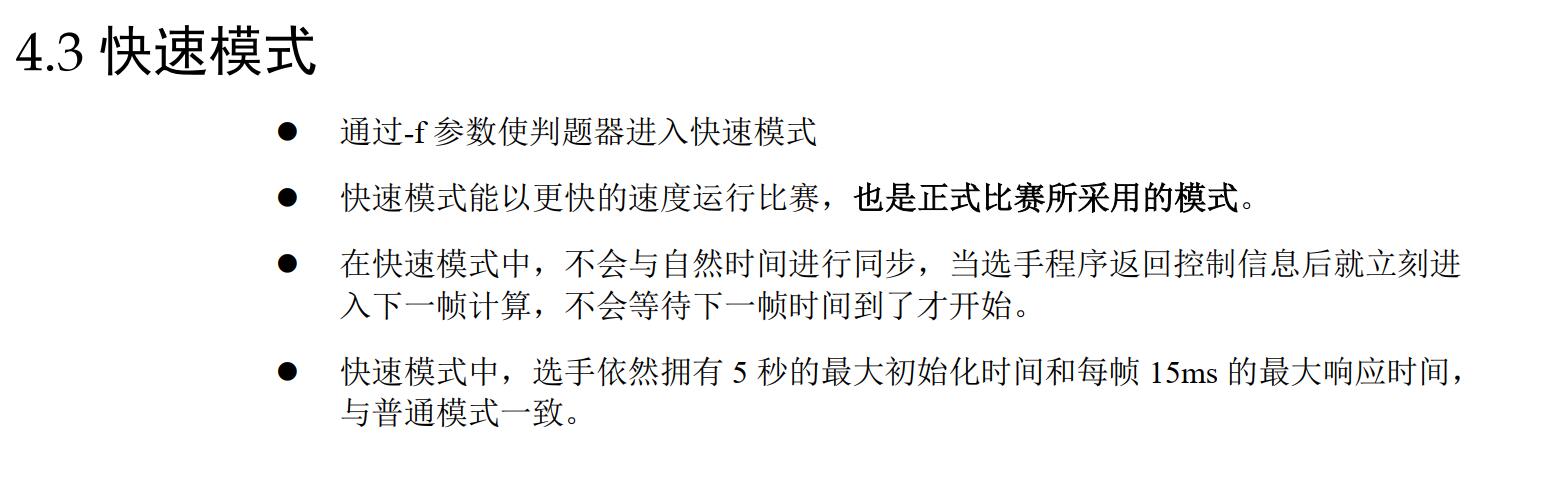 4.3 快速模式
● 通过-f 参数使判题器进入快速模式
● 快速模式能以更快的速度运行比赛，也是正式比赛所采用的模式。
● 在快速模式中，不会与自然时间进行同步，当选手程序返回控制信息后就立刻进
入下一帧计算，不会等待下一帧时间到了才开始。
● 快速模式中，选手依然拥有 5 秒的最大初始化时间和每帧 15ms 的最大响应时间，
与普通模式一致。